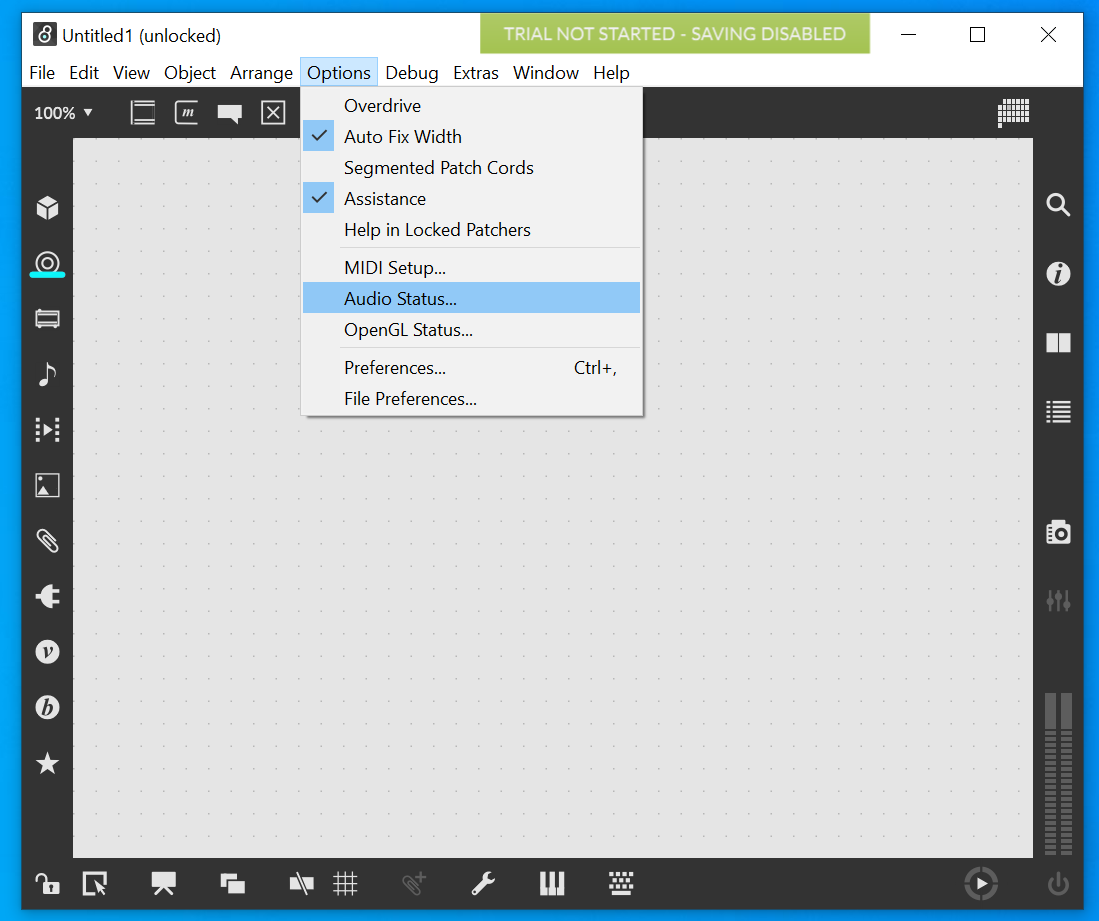 Untitled1 (unlocked)
TRIAL NOT STARTED - SAVING DISABLED
File Edit View Object Arrange Options Debug Extras Window Help
100%
m
Overdrive
Auto Fix Width
Segmented Patch Cords
Assistance
Help in Locked Patchers
MIDI Setup...
Audio Status...
OpenGL Status...
Preferences... Ctrl+,
File Preferences...
i
v
b